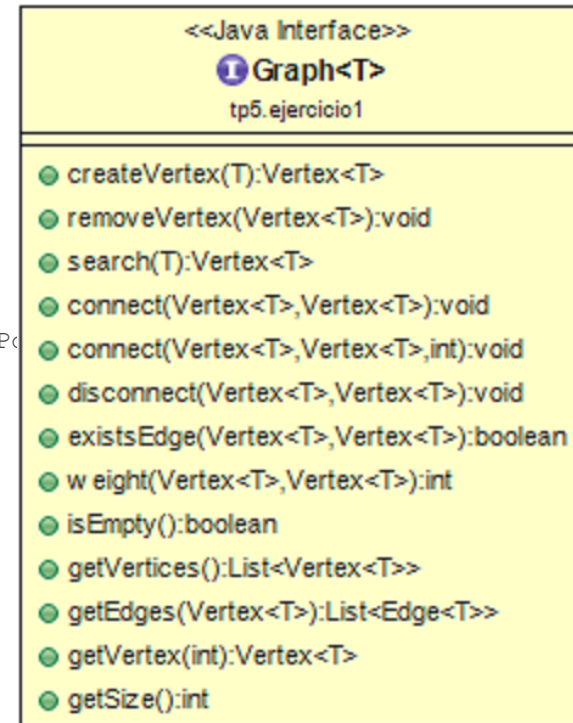 <<Java Interface>>
Graph<T>
tp5.ejercicio1
createVertex(T):Vertex<T>
removeVertex(Vertex<T>):void
search(T):Vertex<T>
connect(Vertex<T>,Vertex<T>):void
connect(Vertex<T>,Vertex<T>,int):void
disconnect(Vertex<T>,Vertex<T>):void
existsEdge(Vertex<T>,Vertex<T>):boolean
w eight(Vertex<T>,Vertex<T>):int
isEmpty():boolean
getVertices():List<Vertex<T>>
getEdges(Vertex<T>):List<Edge<T>>
getVertex(int):Vertex<T>
getSize():int